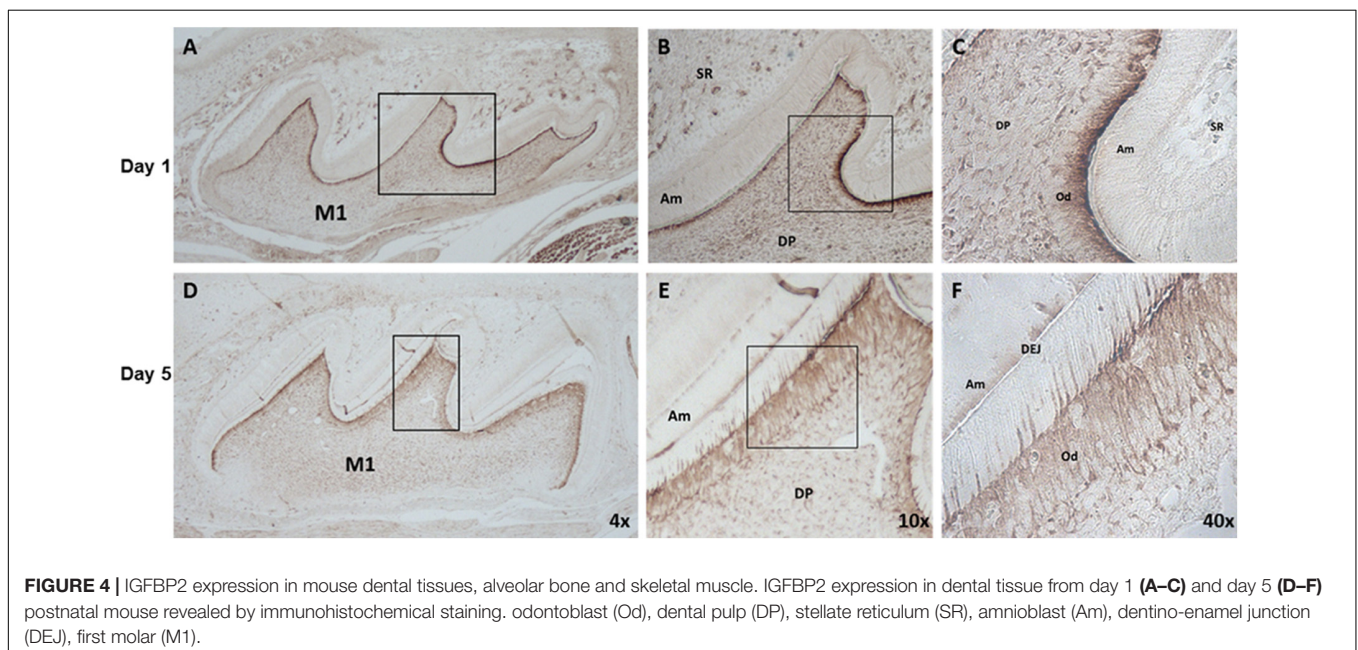 A
B
SR
Am
DP
C
DP
Am
SR
Od
Day 1
M1
D
M1
4x
E
Am
DP
10x
F
DEJ
Am
Od
40x
Day 5
FIGURE 4 | IGFBP2 expression in mouse dental tissues, alveolar bone and skeletal muscle. IGFBP2 expression in dental tissue from day 1 (A–C) and day 5 (D–F)
postnatal mouse revealed by immunohistochemical staining. odontoblast (Od), dental pulp (DP), stellate reticulum (SR), amnioblast (Am), dentino-enamel junction
(DEJ), first molar (M1).